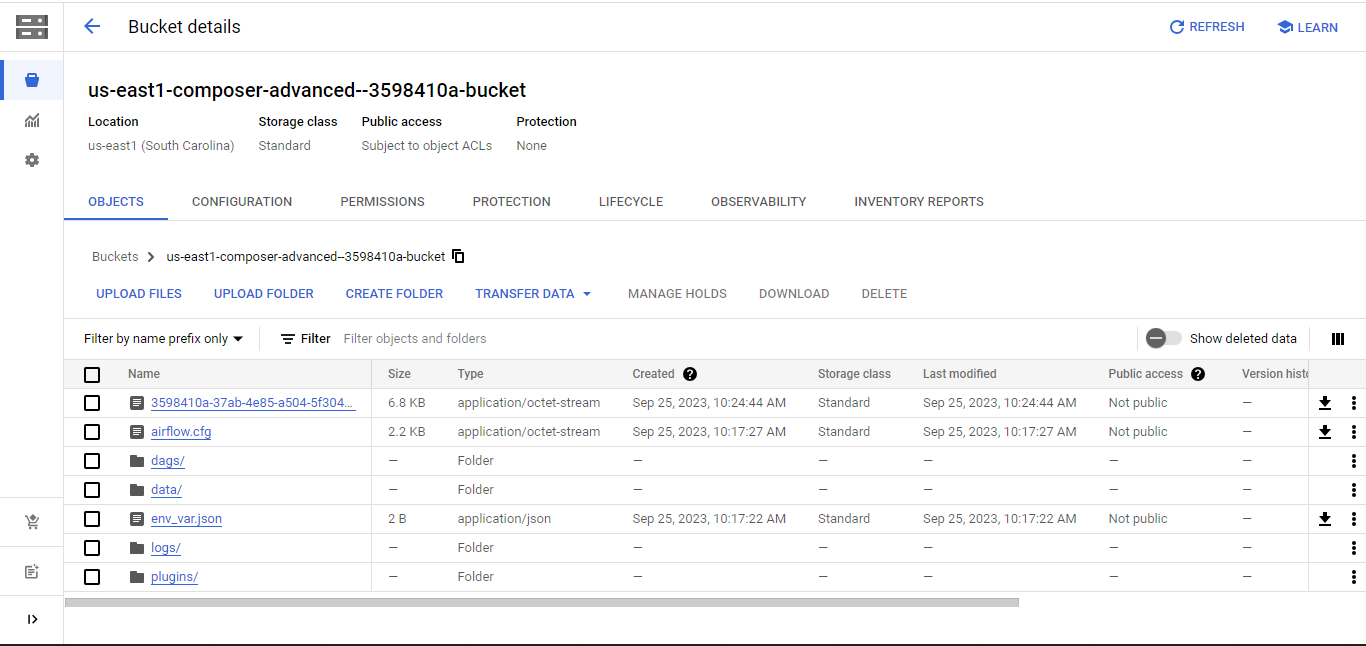 Bucket details
REFRESH
LEARN
us-east1-composer-advanced--3598410a-bucket
Location Storage class Public access Protection
us-east1 (South Carolina) Standard Subject to object ACLs None
OBJECTS CONFIGURATION PERMISSIONS PROTECTION LIFECYCLE OBSERVABILITY INVENTORY REPORTS
Buckets us-east1-composer-advanced--3598410a-bucket
UPLOAD FILES UPLOAD FOLDER CREATE FOLDER TRANSFER DATA MANAGE HOLDS DOWNLOAD DELETE
Filter by name prefix only Filter Filter objects and folders Show deleted data
Name Size Type Created Storage class Last modified Public access Version histo
3598410a-37ab-4e85-a504-5f304... 6.8 KB application/octet-stream Sep 25, 2023, 10:24:44 AM Standard Sep 25, 2023, 10:24:44 AM Not public —
airflow.cfg 2.2 KB application/octet-stream Sep 25, 2023, 10:17:27 AM Standard Sep 25, 2023, 10:17:27 AM Not public —
dags/ — Folder — — — — —
data/ — Folder — — — — —
env_var.json 2 B application/json Sep 25, 2023, 10:17:22 AM Standard Sep 25, 2023, 10:17:22 AM Not public —
logs/ — Folder — — — — —
plugins/ — Folder — — — — —